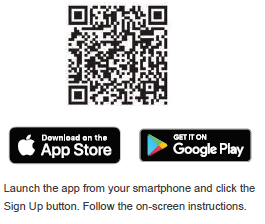 Download on the
App Store
GET IT ON
Google Play
Launch the app from your smartphone and click the
Sign Up button. Follow the on-screen instructions.